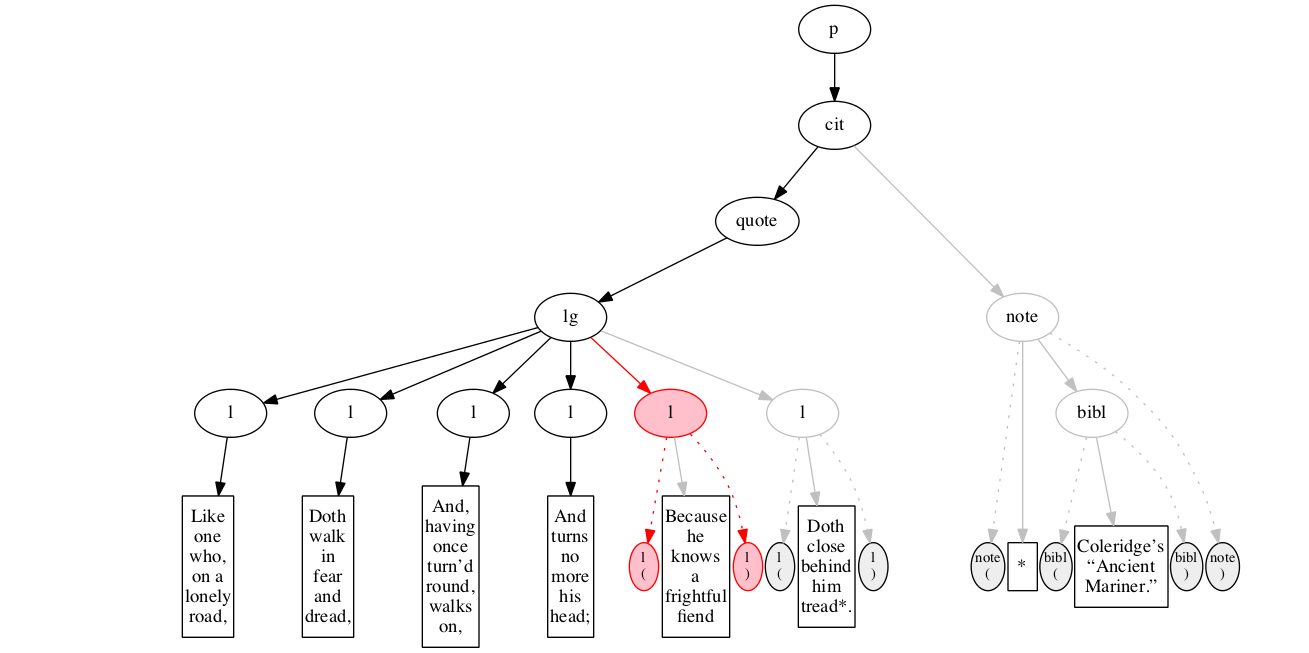 p
cit
quote
lg
note
l
l
l
l
l
l
bibl
Like
one
who,
on a
lonely
road,
Doth
walk
in
fear
and
dread,
And,
having
once
turn’d
round,
walks
on,
And
turns
no
more
his
head;
l
(
Because
he
knows
a
frightful
fiend
l
)
l
(
Doth
close
behind
him
tread*.
l
)
note
(
*
bibl
(
Coleridge’s
“Ancient
Mariner.”
bibl
)
note
)